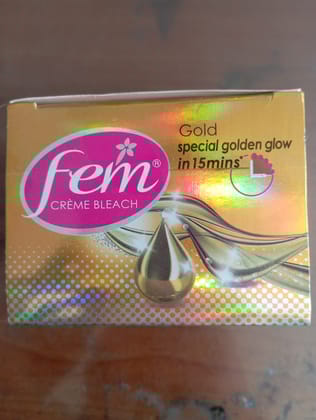 fem®
CRÈME BLEACH
Gold
special golden glow
in 15mins*